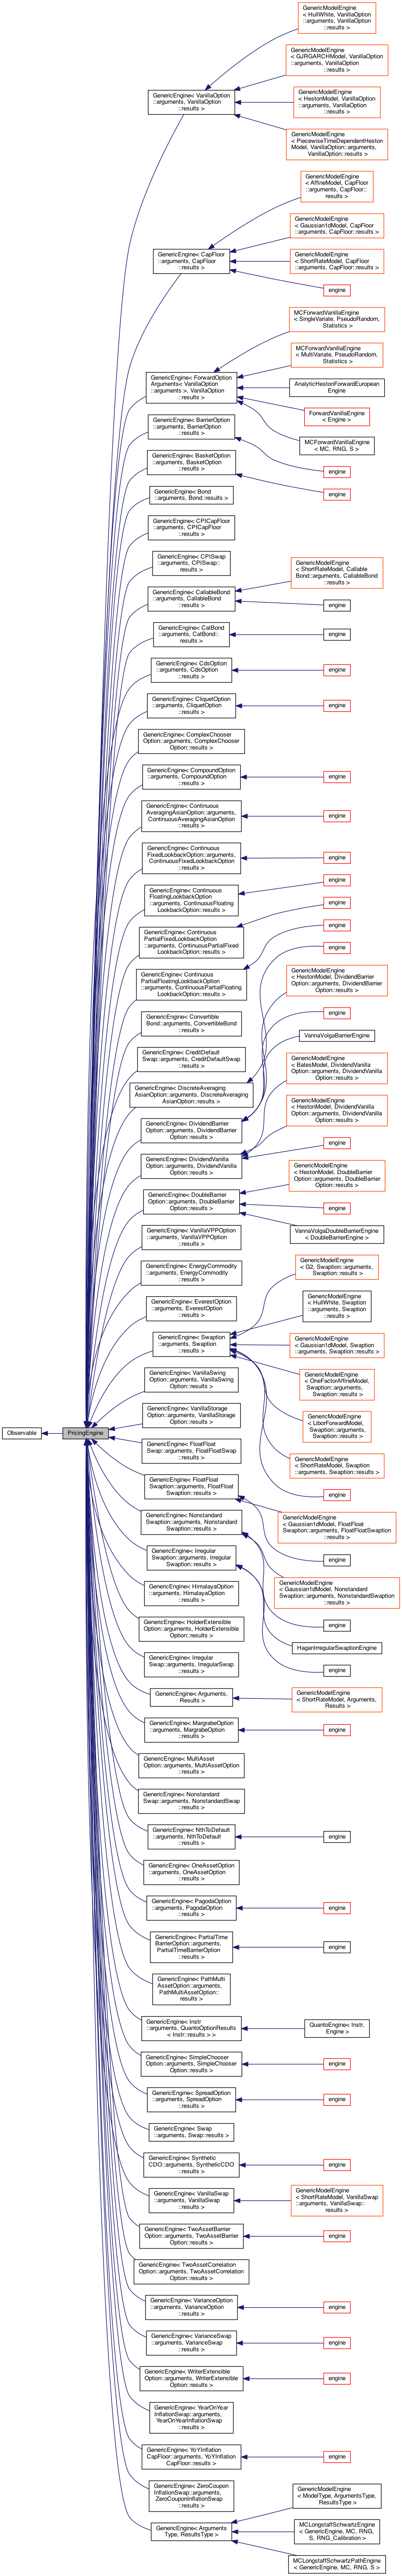 GenericModelEngine
< HullWhite, VanillaOption
::arguments, VanillaOption
::results >
GenericModelEngine
< GJRGARCHModel, VanillaOption
::arguments, VanillaOption
::results >
GenericEngine< VanillaOption
::arguments, VanillaOption
::results >
GenericModelEngine
< HestonModel, VanillaOption
::arguments, VanillaOption
::results >
GenericModelEngine
< PiecewiseTimeDependentHeston
Model, VanillaOption::arguments,
VanillaOption::results >
GenericModelEngine
< AffineModel, CapFloor
::arguments, CapFloor::
results >
GenericModelEngine
< Gaussian1dModel, CapFloor
::arguments, CapFloor::results >
GenericEngine< CapFloor
::arguments, CapFloor
::results >
GenericModelEngine
< ShortRateModel, CapFloor
::arguments, CapFloor::results >
engine
MCForwardVanillaEngine
< SingleVariate, PseudoRandom,
Statistics >
MCForwardVanillaEngine
< MultiVariate, PseudoRandom,
Statistics >
GenericEngine< ForwardOption
Arguments< VanillaOption
::arguments >, VanillaOption
::results >
AnalyticHestonForwardEuropean
Engine
ForwardVanillaEngine
< Engine >
MCForwardVanillaEngine
< MC, RNG, S >
GenericEngine< BarrierOption
::arguments, BarrierOption
::results >
engine
GenericEngine< BasketOption
::arguments, BasketOption
::results >
engine
GenericEngine< Bond
::arguments, Bond::results >
GenericEngine< CPICapFloor
::arguments, CPICapFloor
::results >
GenericEngine< CPISwap
::arguments, CPISwap::
results >
GenericModelEngine
< ShortRateModel, Callable
Bond::arguments, CallableBond
::results >
GenericEngine< CallableBond
::arguments, CallableBond
::results >
engine
GenericEngine< CatBond
::arguments, CatBond::
results >
engine
GenericEngine< CdsOption
::arguments, CdsOption
::results >
engine
GenericEngine< CliquetOption
::arguments, CliquetOption
::results >
engine
GenericEngine< ComplexChooser
Option::arguments, ComplexChooser
Option::results >
GenericEngine< CompoundOption
::arguments, CompoundOption
::results >
engine
GenericEngine< Continuous
AveragingAsianOption::arguments,
ContinuousAveragingAsianOption
::results >
engine
GenericEngine< Continuous
FixedLookbackOption::arguments,
ContinuousFixedLookbackOption
::results >
engine
GenericEngine< Continuous
FloatingLookbackOption
::arguments, ContinuousFloating
LookbackOption::results >
engine
GenericEngine< Continuous
PartialFixedLookbackOption
::arguments, ContinuousPartialFixed
LookbackOption::results >
engine
GenericEngine< Continuous
PartialFloatingLookbackOption
::arguments, ContinuousPartialFloating
LookbackOption::results >
engine
engine
GenericModelEngine
< HestonModel, DividendBarrier
Option::arguments, DividendBarrier
Option::results >
GenericEngine< Convertible
Bond::arguments, ConvertibleBond
::results >
engine
GenericEngine< CreditDefault
Swap::arguments, CreditDefaultSwap
::results >
VannaVolgaBarrierEngine
GenericEngine< DiscreteAveraging
AsianOption::arguments, DiscreteAveraging
AsianOption::results >
GenericModelEngine
< BatesModel, DividendVanilla
Option::arguments, DividendVanilla
Option::results >
GenericEngine< DividendBarrier
Option::arguments, DividendBarrier
Option::results >
GenericModelEngine
< HestonModel, DividendVanilla
Option::arguments, DividendVanilla
Option::results >
engine
GenericEngine< DividendVanilla
Option::arguments, DividendVanilla
Option::results >
GenericModelEngine
< HestonModel, DoubleBarrier
Option::arguments, DoubleBarrier
Option::results >
GenericEngine< DoubleBarrier
Option::arguments, DoubleBarrier
Option::results >
engine
VannaVolgaDoubleBarrierEngine
< DoubleBarrierEngine >
GenericEngine< VanillaVPPOption
::arguments, VanillaVPPOption
::results >
GenericEngine< EnergyCommodity
::arguments, EnergyCommodity
::results >
GenericModelEngine
< G2, Swaption::arguments,
Swaption::results >
GenericEngine< EverestOption
::arguments, EverestOption
::results >
GenericModelEngine
< HullWhite, Swaption
::arguments, Swaption
::results >
GenericEngine< Swaption
::arguments, Swaption
::results >
GenericModelEngine
< Gaussian1dModel, Swaption
::arguments, Swaption::results >
GenericModelEngine
< OneFactorAffineModel,
Swaption::arguments,
Swaption::results >
GenericEngine< VanillaSwing
Option::arguments, VanillaSwing
Option::results >
GenericEngine< VanillaStorage
Option::arguments, VanillaStorage
Option::results >
GenericModelEngine
< LiborForwardModel,
Swaption::arguments,
Swaption::results >
Observable
PricingEngine
GenericEngine< FloatFloat
Swap::arguments, FloatFloatSwap
::results >
GenericModelEngine
< ShortRateModel, Swaption
::arguments, Swaption::results >
GenericEngine< FloatFloat
Swaption::arguments, FloatFloat
Swaption::results >
engine
GenericModelEngine
< Gaussian1dModel, FloatFloat
Swaption::arguments, FloatFloatSwaption
::results >
GenericEngine< Nonstandard
Swaption::arguments, Nonstandard
Swaption::results >
engine
GenericEngine< Irregular
Swaption::arguments, Irregular
Swaption::results >
GenericModelEngine
< Gaussian1dModel, Nonstandard
Swaption::arguments, NonstandardSwaption
::results >
GenericEngine< HimalayaOption
::arguments, HimalayaOption
::results >
engine
GenericEngine< HolderExtensible
Option::arguments, HolderExtensible
Option::results >
HaganIrregularSwaptionEngine
GenericEngine< Irregular
Swap::arguments, IrregularSwap
::results >
engine
GenericEngine< Arguments,
Results >
GenericModelEngine
< ShortRateModel, Arguments,
Results >
GenericEngine< MargrabeOption
::arguments, MargrabeOption
::results >
engine
GenericEngine< MultiAsset
Option::arguments, MultiAssetOption
::results >
GenericEngine< Nonstandard
Swap::arguments, NonstandardSwap
::results >
GenericEngine< NthToDefault
::arguments, NthToDefault
::results >
engine
GenericEngine< OneAssetOption
::arguments, OneAssetOption
::results >
GenericEngine< PagodaOption
::arguments, PagodaOption
::results >
engine
GenericEngine< PartialTime
BarrierOption::arguments,
PartialTimeBarrierOption
::results >
engine
GenericEngine< PathMulti
AssetOption::arguments,
PathMultiAssetOption::
results >
GenericEngine< Instr
::arguments, QuantoOptionResults
< Instr::results > >
QuantoEngine< Instr,
Engine >
GenericEngine< SimpleChooser
Option::arguments, SimpleChooser
Option::results >
engine
GenericEngine< SpreadOption
::arguments, SpreadOption
::results >
engine
GenericEngine< Swap
::arguments, Swap::results >
GenericEngine< Synthetic
CDO::arguments, SyntheticCDO
::results >
engine
GenericEngine< VanillaSwap
::arguments, VanillaSwap
::results >
GenericModelEngine
< ShortRateModel, VanillaSwap
::arguments, VanillaSwap::
results >
GenericEngine< TwoAssetBarrier
Option::arguments, TwoAssetBarrier
Option::results >
engine
GenericEngine< TwoAssetCorrelation
Option::arguments, TwoAssetCorrelation
Option::results >
GenericEngine< VarianceOption
::arguments, VarianceOption
::results >
engine
GenericEngine< VarianceSwap
::arguments, VarianceSwap
::results >
engine
GenericEngine< WriterExtensible
Option::arguments, WriterExtensible
Option::results >
engine
GenericEngine< YearOnYear
InflationSwap::arguments,
YearOnYearInflationSwap
::results >
GenericEngine< YoYInflation
CapFloor::arguments, YoYInflation
CapFloor::results >
engine
GenericEngine< ZeroCoupon
InflationSwap::arguments,
ZeroCouponInflationSwap
::results >
GenericModelEngine
< ModelType, ArgumentsType,
ResultsType >
GenericEngine< Arguments
Type, ResultsType >
MCLongstaffSchwartzEngine
< GenericEngine, MC, RNG,
S, RNG_Calibration >
MCLongstaffSchwartzPathEngine
< GenericEngine, MC, RNG, S >